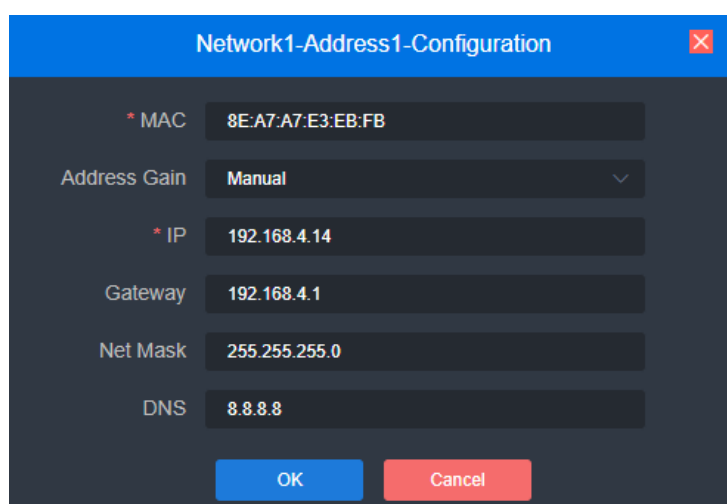 Network1-Address1-Configuration
* MAC 8E:A7:A7:E3:EB:FB
Address Gain Manual
* IP 192.168.4.14
Gateway 192.168.4.1
Net Mask 255.255.255.0
DNS 8.8.8.8
OK Cancel